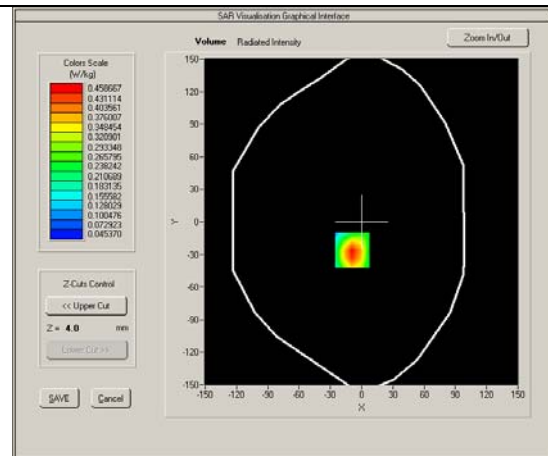 SAR Visualisation Graphical Interface
Volume Radiated Intensity
Zoom In/Out
Colors Scale
(W/kg)
0.458667
0.431114
0.403561
0.376007
0.348454
0.320901
0.293348
0.265795
0.238242
0.210689
0.183135
0.155582
0.128029
0.100476
0.072923
0.045370
Z-Cuts Control
<< Upper Cut
Z = 4.0 mm
Lower Cut >>
SAVE Cancel
150
120
90
60
30
0
-30
-60
-90
-120
-150
Y
-150 -120 -90 -60 -30 0 30 60 90 120 150
X